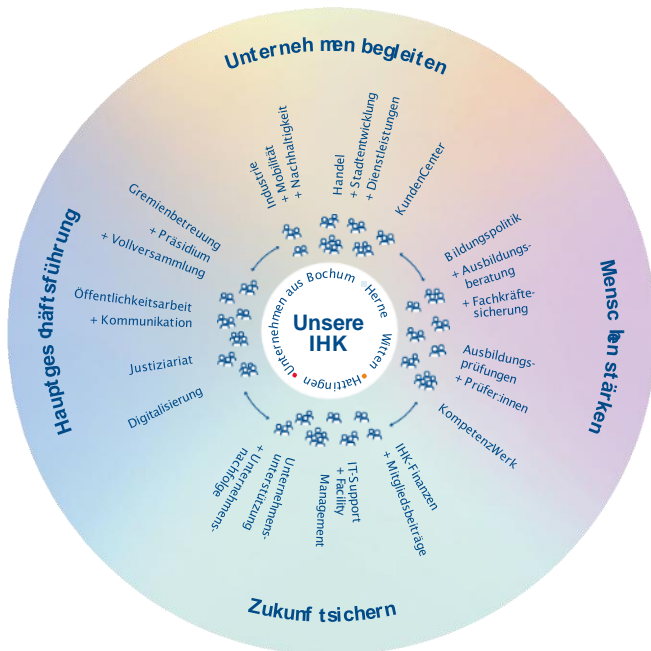 Unternehmen begleiten
Industrie
+ Mobilität
+ Nachhaltigkeit
Handel
+ Stadtentwicklung
+ Dienstleistungen
KundenCenter
Menschen stärken
Bildungspolitik
+ Ausbildungs-
beratung
+ Fachkräfte-
sicherung
Ausbildungs-
prüfungen
+ Prüfer:innen
KompetenzWerk
Zukunft sichern
IHK-Finanzen
+ Mitgliedsbeiträge
IT-Support
+ Facility
Management
Unternehmens-
unterstützung
+ Unternehmens-
nachfolge
Hauptgeschäftsführung
Gremienbetreuung
+ Präsidium
+ Vollversammlung
Öffentlichkeitsarbeit
+ Kommunikation
Justiziariat
Digitalisierung
Unternehmen aus Bochum • Herne Witten • Hattingen •
Unsere
IHK